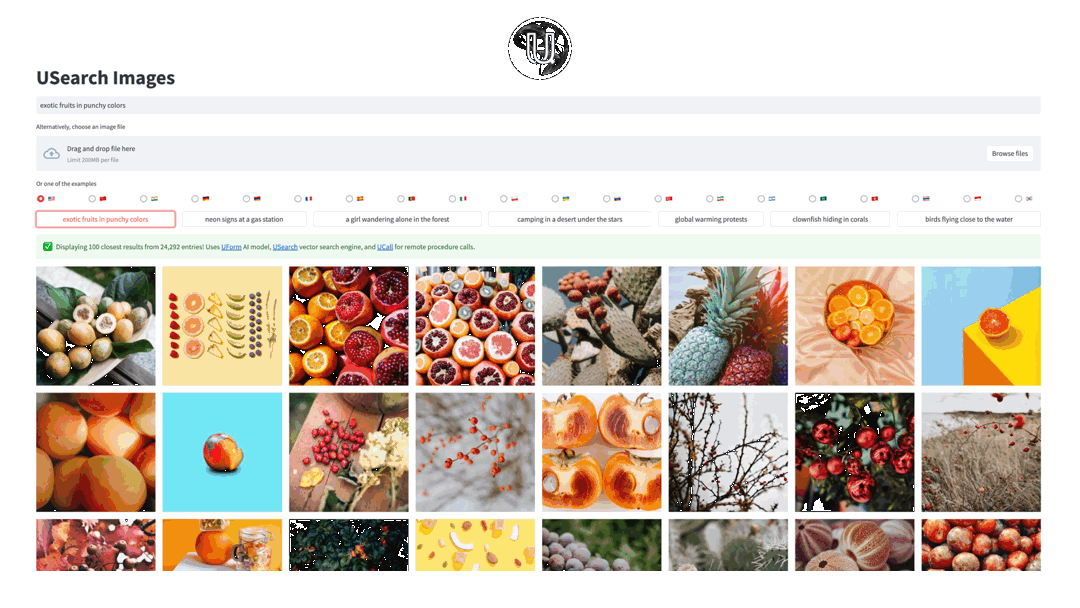 U
USearch Images
exotic fruits in punchy colors
Alternatively, choose an image file
Drag and drop file here
Limit 200MB per file
Browse files
Or one of the examples
exotic fruits in punchy colors
neon signs at a gas station
a girl wandering alone in the forest
camping in a desert under the stars
global warming protests
clownfish hiding in corals
birds flying close to the water
Displaying 100 closest results from 24,292 entries! Uses UForm AI model, USearch vector search engine, and UCall for remote procedure calls.